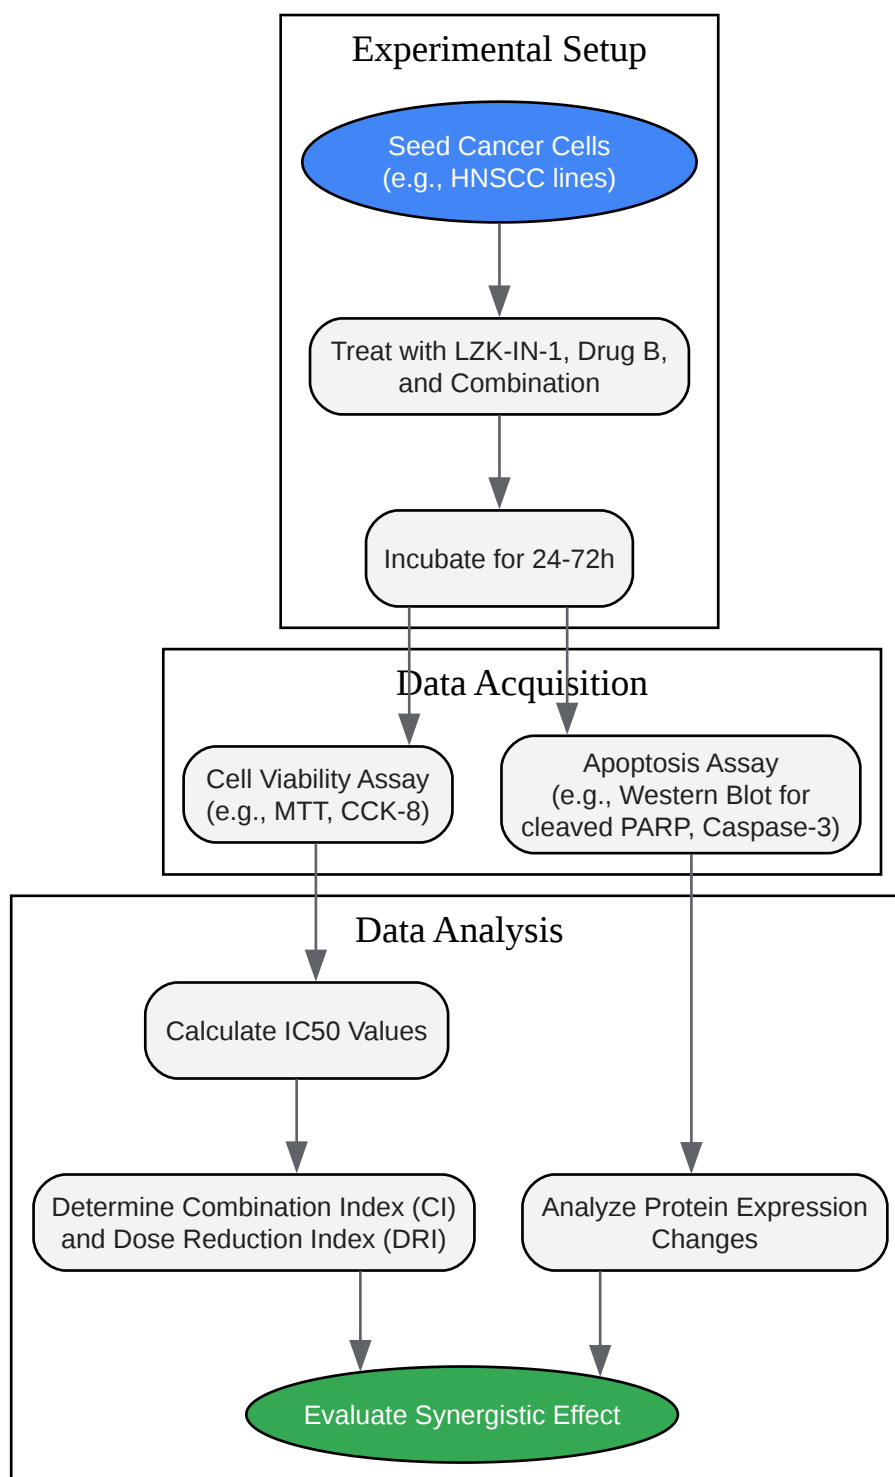 Experimental Setup
Seed Cancer Cells
(e.g., HNSCC lines)
Treat with LZK-IN-1, Drug B,
and Combination
Incubate for 24-72h
Data Acquisition
Cell Viability Assay
(e.g., MTT, CCK-8)
Apoptosis Assay
(e.g., Western Blot for
cleaved PARP, Caspase-3)
Data Analysis
Calculate IC50 Values
Determine Combination Index (CI)
and Dose Reduction Index (DRI)
Analyze Protein Expression
Changes
Evaluate Synergistic Effect